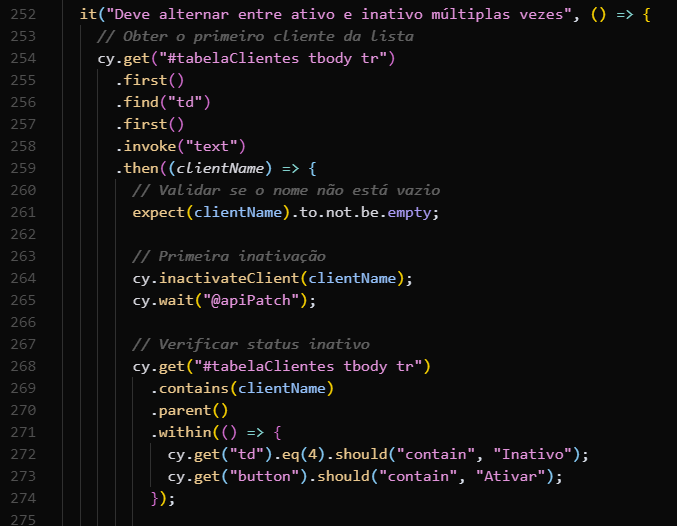 252 it("Deve alternar entre ativo e inativo múltiplas vezes", () => {
253 // Obter o primeiro cliente da lista
254 cy.get("#tabelaClientes tbody tr")
255 .first()
256 .find("td")
257 .first()
258 .invoke("text")
259 .then((clientName) => {
260 // Validar se o nome não está vazio
261 expect(clientName).to.not.be.empty;
262
263 // Primeira inativação
264 cy.inactivateClient(clientName);
265 cy.wait("@apiPatch");
266
267 // Verificar status inativo
268 cy.get("#tabelaClientes tbody tr")
269 .contains(clientName)
270 .parent()
271 .within(() => {
272 cy.get("td").eq(4).should("contain", "Inativo");
273 cy.get("button").should("contain", "Ativar");
274 });
275